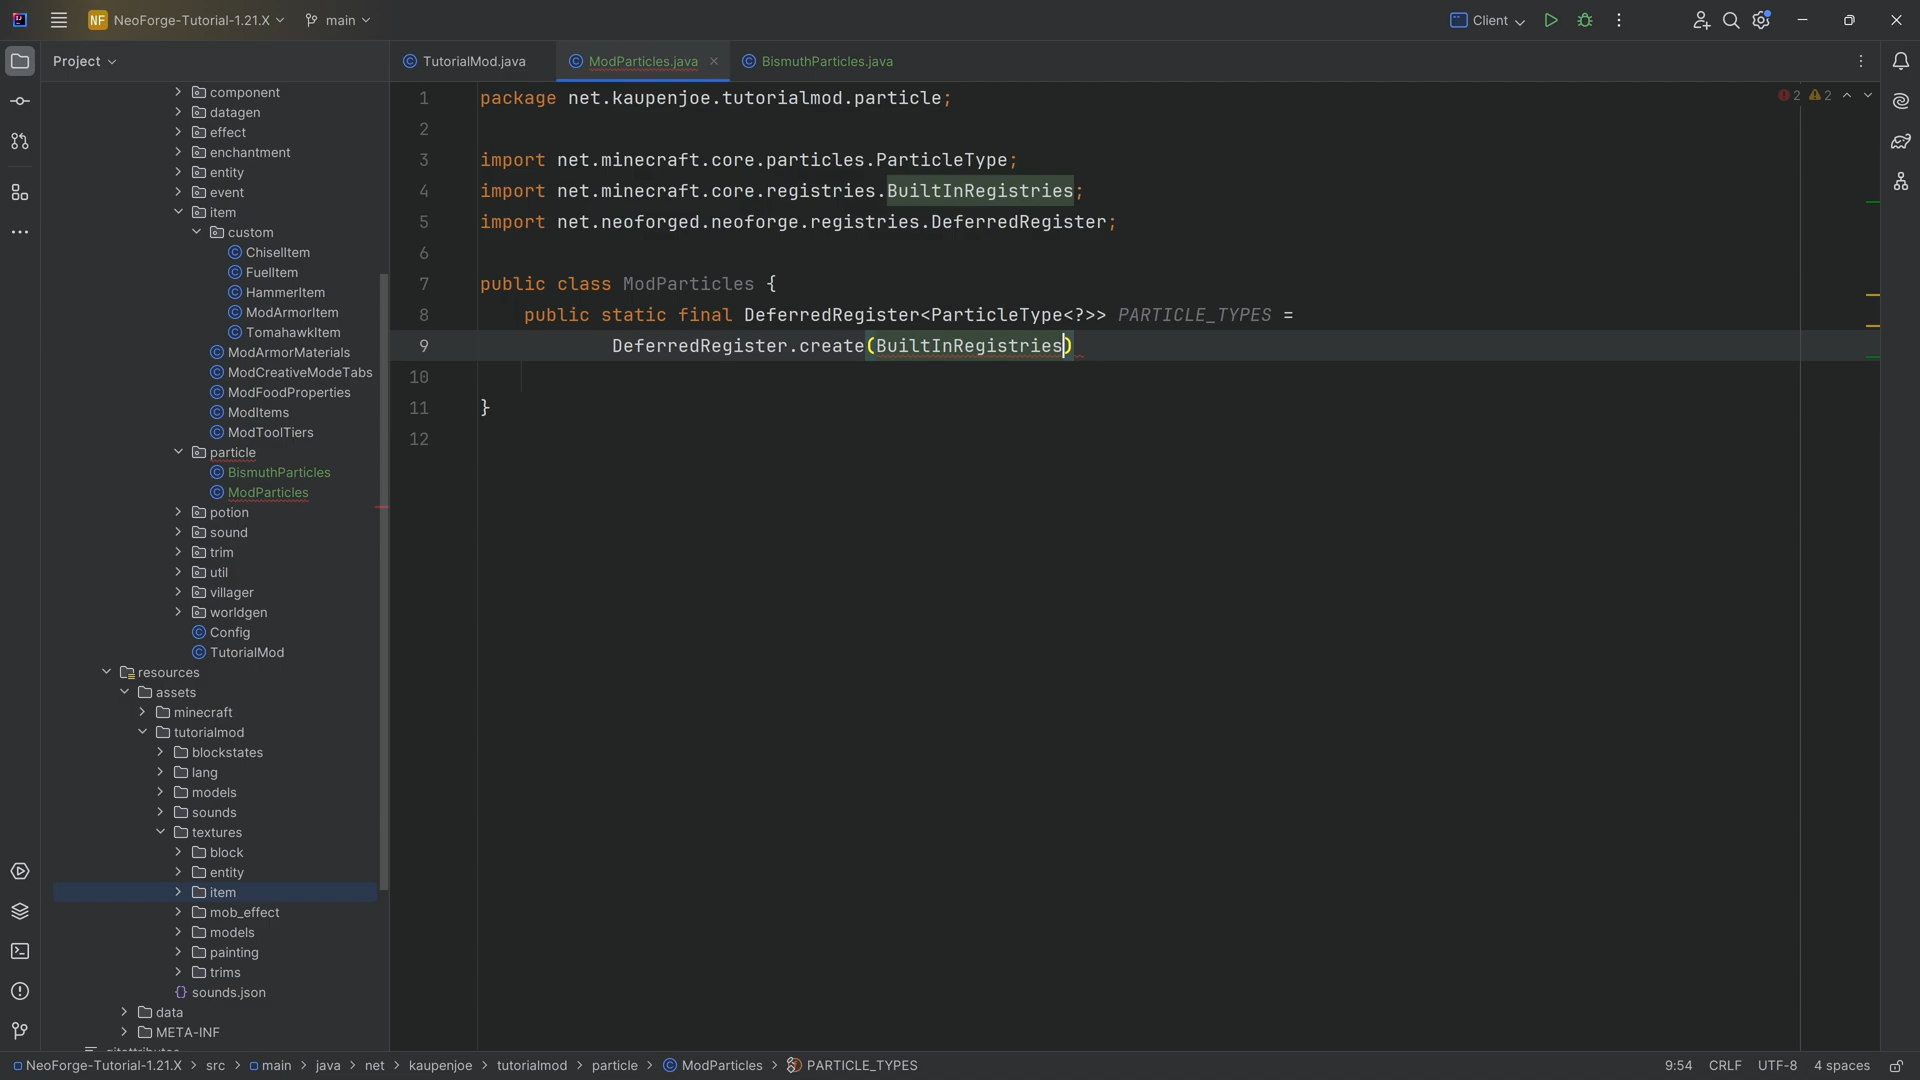 NF NeoForge-Tutorial-1.21.X main Client
Project
TutorialMod.java ModParticles.java BismuthParticles.java
component
datagen
effect
enchantment
entity
event
item
custom
ChiselItem
FuelItem
HammerItem
ModArmorItem
TomahawkItem
ModArmorMaterials
ModCreativeModeTabs
ModFoodProperties
ModItems
ModToolTiers
particle
BismuthParticles
ModParticles
potion
sound
trim
util
villager
worldgen
Config
TutorialMod
resources
assets
minecraft
tutorialmod
blockstates
lang
models
sounds
textures
block
entity
item
mob_effect
models
painting
trims
sounds.json
data
META-INF
.gitattributes
1 package net.kaupenjoe.tutorialmod.particle;
2
3 import net.minecraft.core.particles.ParticleType;
4 import net.minecraft.core.registries.BuiltInRegistries;
5 import net.neoforged.neoforge.registries.DeferredRegister;
6
7 public class ModParticles {
8 public static final DeferredRegister<ParticleType<?>> PARTICLE_TYPES =
9 DeferredRegister.create(BuiltInRegistries)
10
11 }
12
2 2
NeoForge-Tutorial-1.21.X > src > main > java > net > kaupenjoe > tutorialmod > particle > ModParticles > PARTICLE_TYPES
9:54 CRLF UTF-8 4 spaces